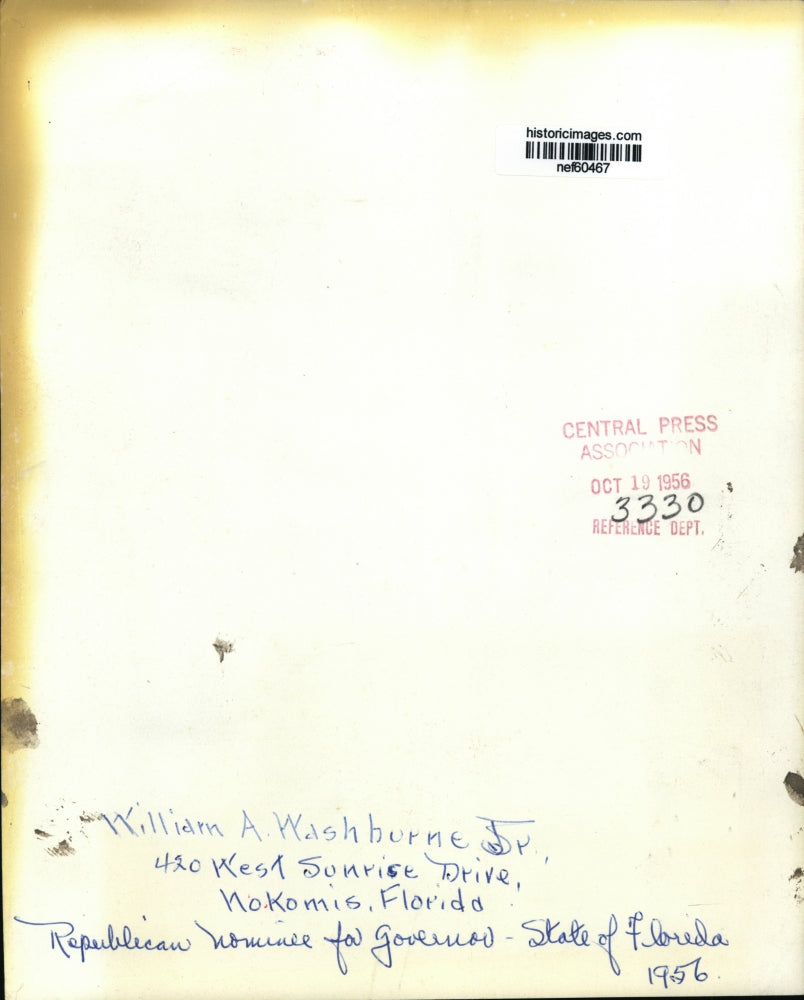 historicimages.com
nef60467
CENTRAL PRESS
ASSOCIATION
OCT 19 1956
3330
REFERENCE DEPT.
William A. Washburne Jr.,
420 West Sunrise Drive,
Nokomis, Florida
Republican Nominee for Governor - State of Florida
1956.